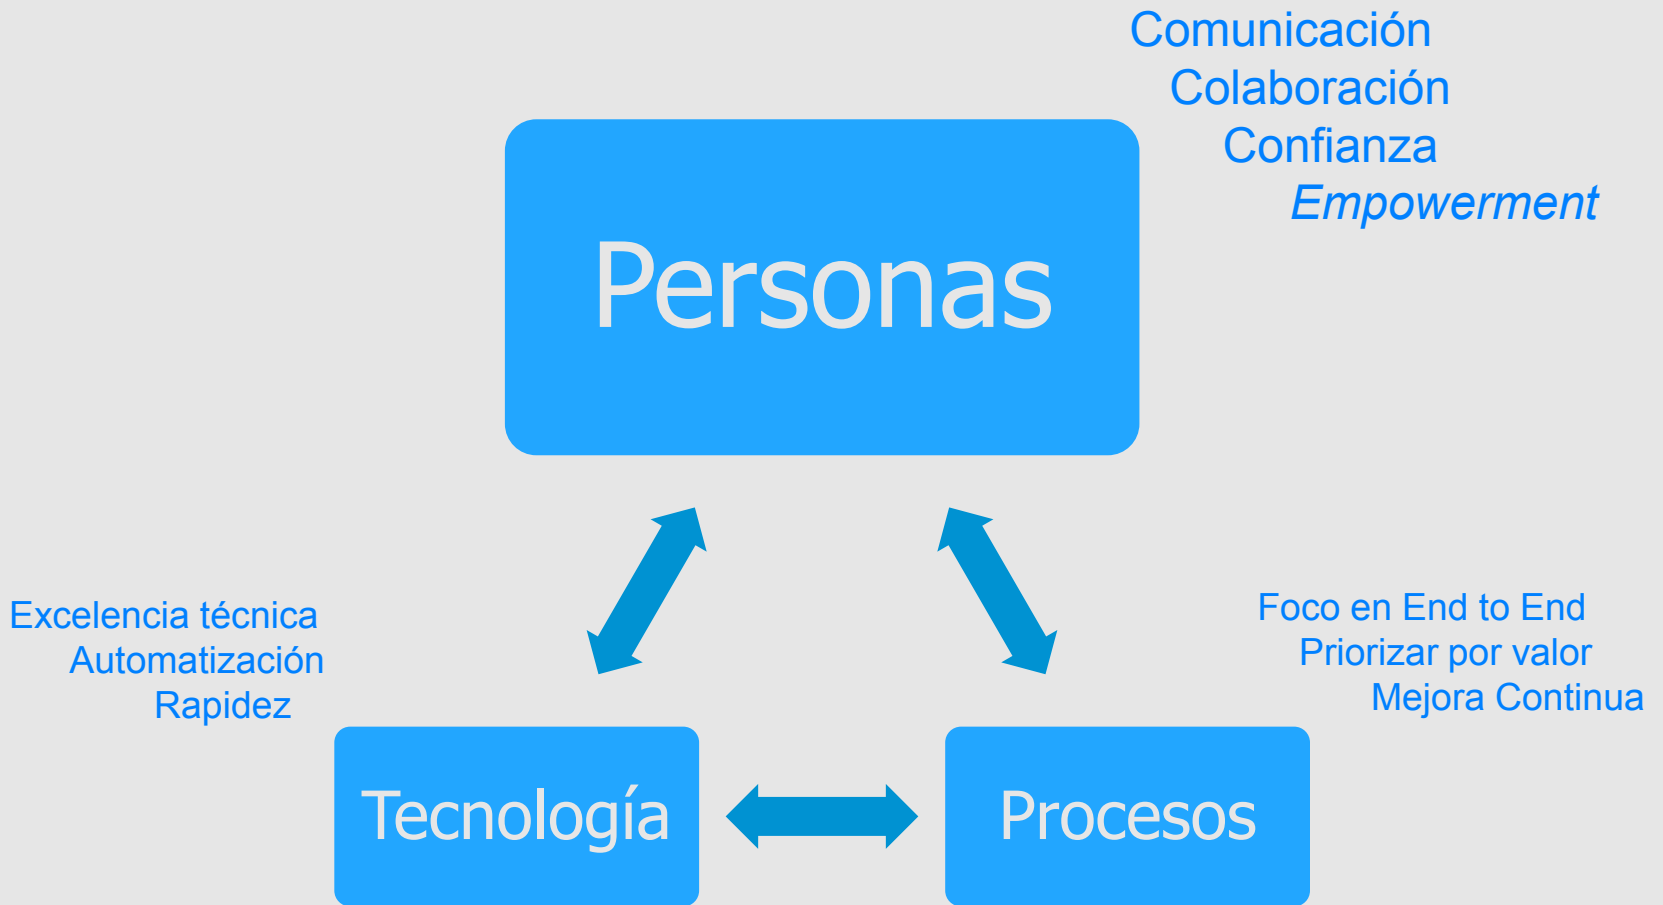 Comunicación
Colaboración
Confianza
Empowerment
Personas
Excelencia técnica
Automatización
Rapidez
Foco en End to End
Priorizar por valor
Mejora Continua
Tecnología
Procesos